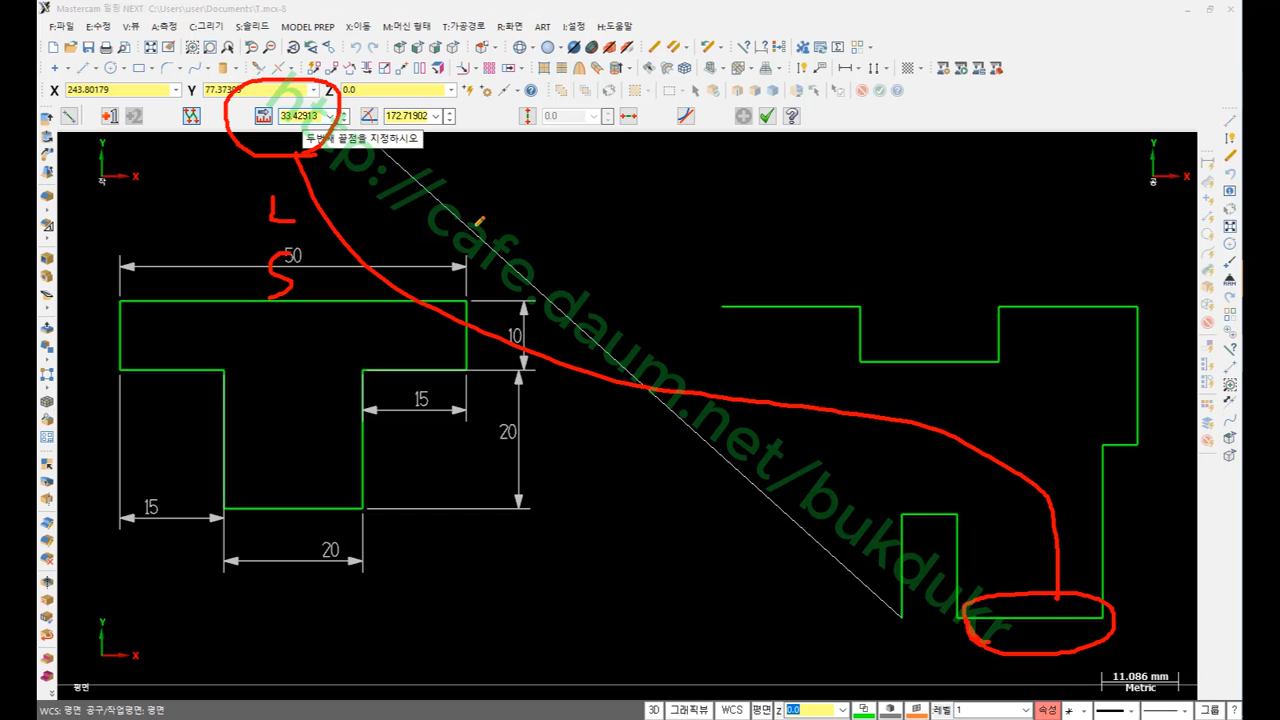 Mastercam 밀링 NEXT C:\Users\user\Documents\T.mcx-8
F:파일 E:수정 V:뷰 A:측정 C:그리기 S:솔리드 MODEL PREP X:이동 M:머신 형태 T:가공경로 R:화면 ART I:설정 H:도움말
X 243.80179 Y 77.37385 Z 0.0
33.42913 172.71902 0.0
두번째 끝점을 지정하시오
Y
X
작
Y
X
공
L
S
50
10
15
20
15
20
http://cafe.daum.net/bukdukr
Y
X
평면
11.086 mm
Metric
WCS: 평면 공구/작업평면: 평면
3D 그래픽뷰 WCS 평면 Z 0.0 레벨 1 속성 그룹 ?